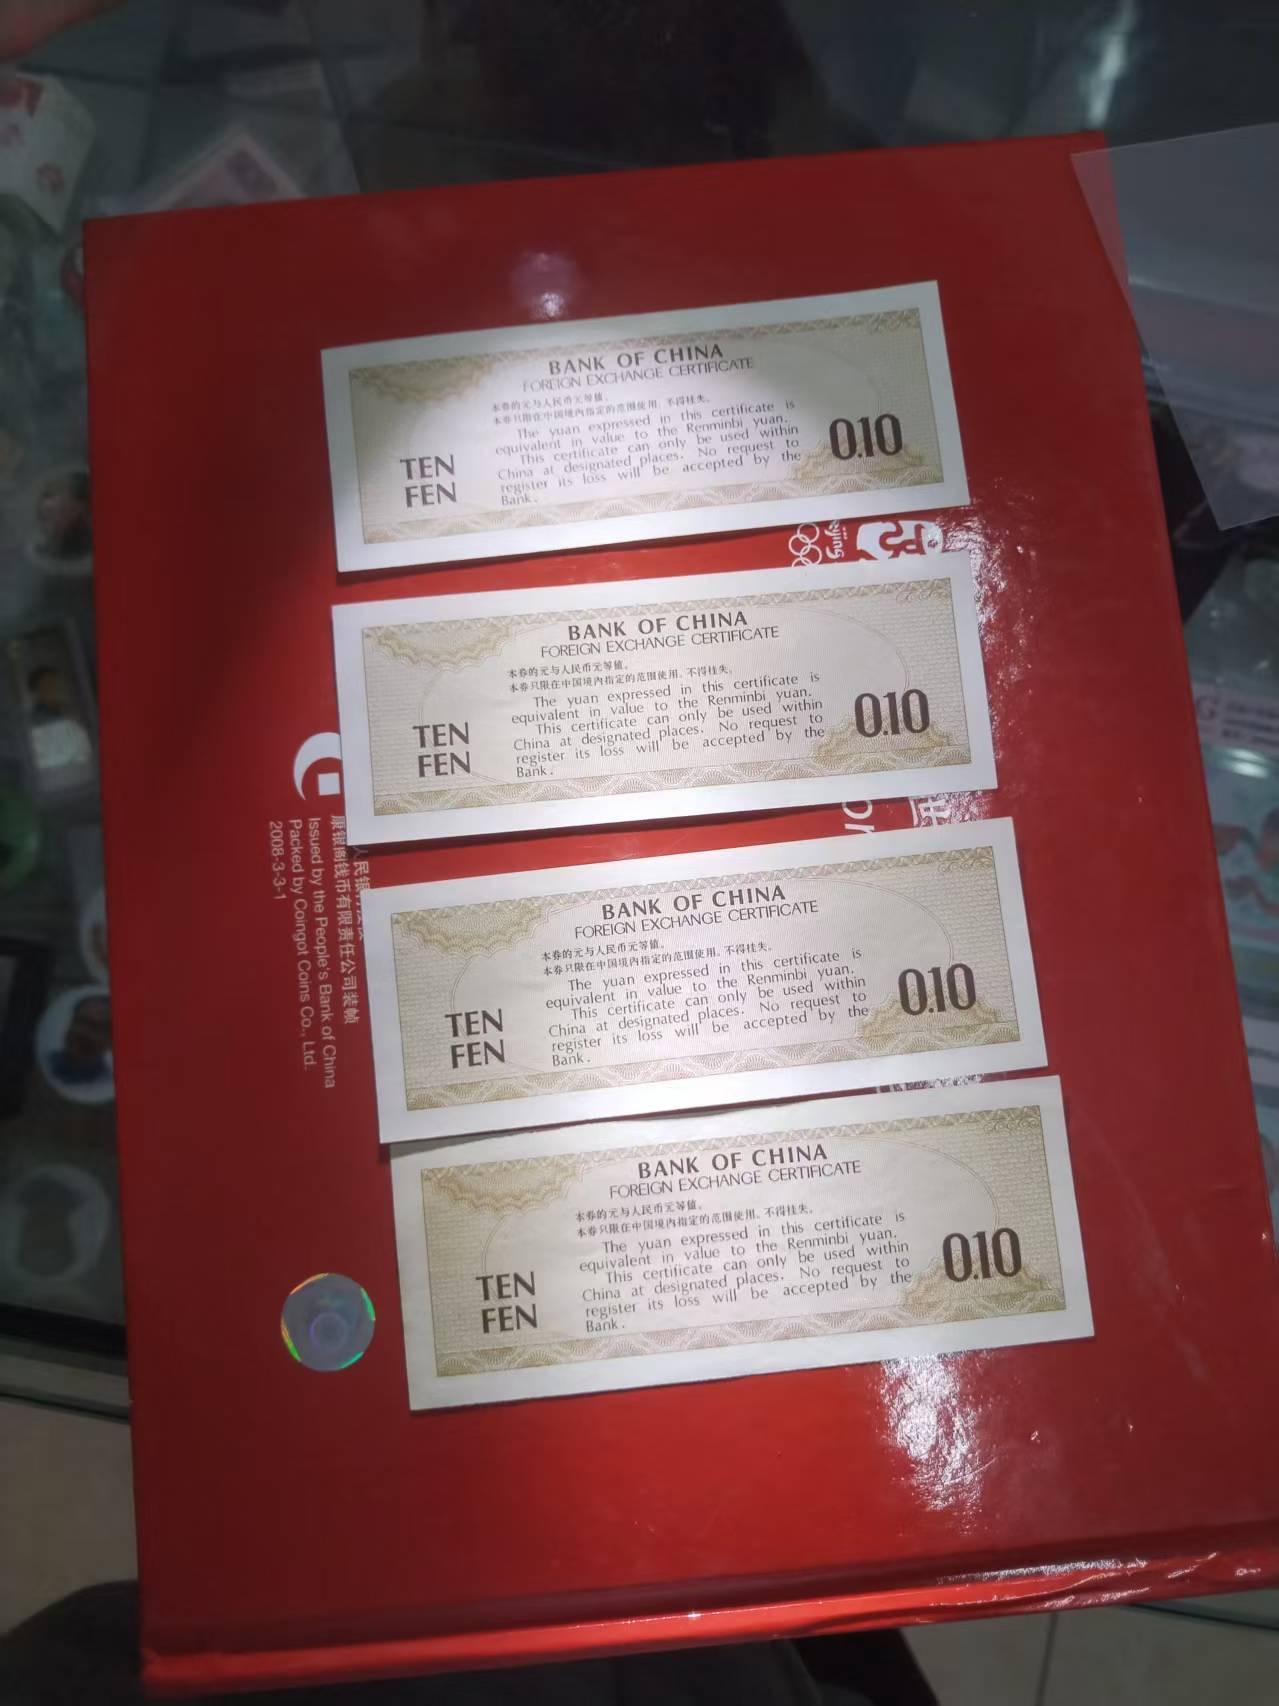 BANK OF CHINA
FOREIGN EXCHANGE CERTIFICATE
本券的元与人民币元等值。
本券只限在中国境内指定的范围使用，不得挂失。
The yuan expressed in this certificate is
equivalent in value to the Renminbi yuan.
This certificate can only be used within
China at designated places. No request to
register its loss will be accepted by the
Bank.
TEN
FEN
0.10
BANK OF CHINA
FOREIGN EXCHANGE CERTIFICATE
本券的元与人民币元等值。
本券只限在中国境内指定的范围使用，不得挂失。
The yuan expressed in this certificate is
equivalent in value to the Renminbi yuan.
This certificate can only be used within
China at designated places. No request to
register its loss will be accepted by the
Bank.
TEN
FEN
0.10
BANK OF CHINA
FOREIGN EXCHANGE CERTIFICATE
本券的元与人民币元等值。
本券只限在中国境内指定的范围使用，不得挂失。
The yuan expressed in this certificate is
equivalent in value to the Renminbi yuan.
This certificate can only be used within
China at designated places. No request to
register its loss will be accepted by the
Bank.
TEN
FEN
0.10
BANK OF CHINA
FOREIGN EXCHANGE CERTIFICATE
本券的元与人民币元等值。
本券只限在中国境内指定的范围使用，不得挂失。
The yuan expressed in this certificate is
equivalent in value to the Renminbi yuan.
This certificate can only be used within
China at designated places. No request to
register its loss will be accepted by the
Bank.
TEN
FEN
0.10
人民银
康银阁钱币有限责任公司装帧
Issued by the People's Bank of China
Packed by Coingot Coins Co., Ltd.
2008-3-3-1